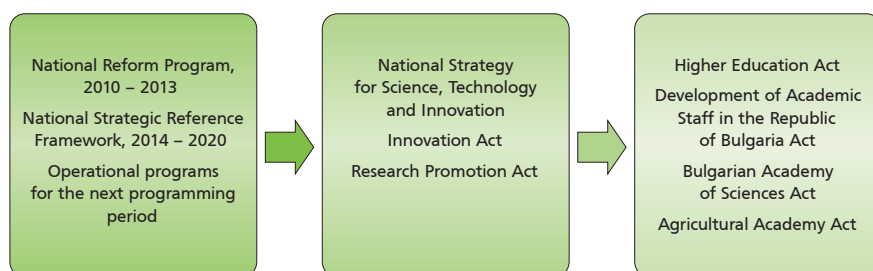 National Reform Program,
2010 – 2013
National Strategic Reference
Framework, 2014 – 2020
Operational programs
for the next programming
period
National Strategy
for Science, Technology
and Innovation
Innovation Act
Research Promotion Act
Higher Education Act
Development of Academic
Staff in the Republic
of Bulgaria Act
Bulgarian Academy
of Sciences Act
Agricultural Academy Act